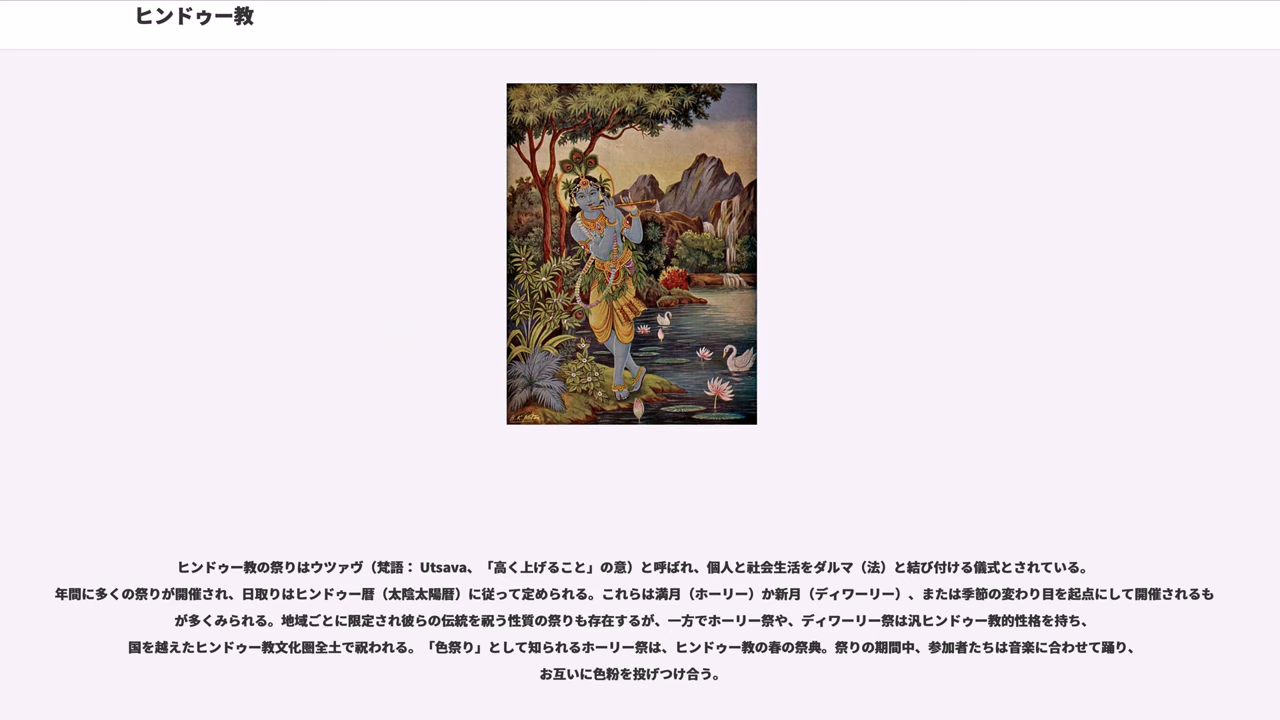 ヒンドゥー教
ヒンドゥー教の祭りはウツァヴ（梵語： Utsava、「高く上げること」の意）と呼ばれ、個人と社会生活をダルマ（法）と結び付ける儀式とされている。
年間に多くの祭りが開催され、日取りはヒンドゥー暦（太陰太陽暦）に従って定められる。これらは満月（ホーリー）か新月（ディワーリー）、または季節の変わり目を起点にして開催されるも
が多くみられる。地域ごとに限定され彼らの伝統を祝う性質の祭りも存在するが、一方でホーリー祭や、ディワーリー祭は汎ヒンドゥー教的性格を持ち、
国を越えたヒンドゥー教文化圏全土で祝われる。「色祭り」として知られるホーリー祭は、ヒンドゥー教の春の祭典。祭りの期間中、参加者たちは音楽に合わせて踊り、
お互いに色粉を投げつけ合う。